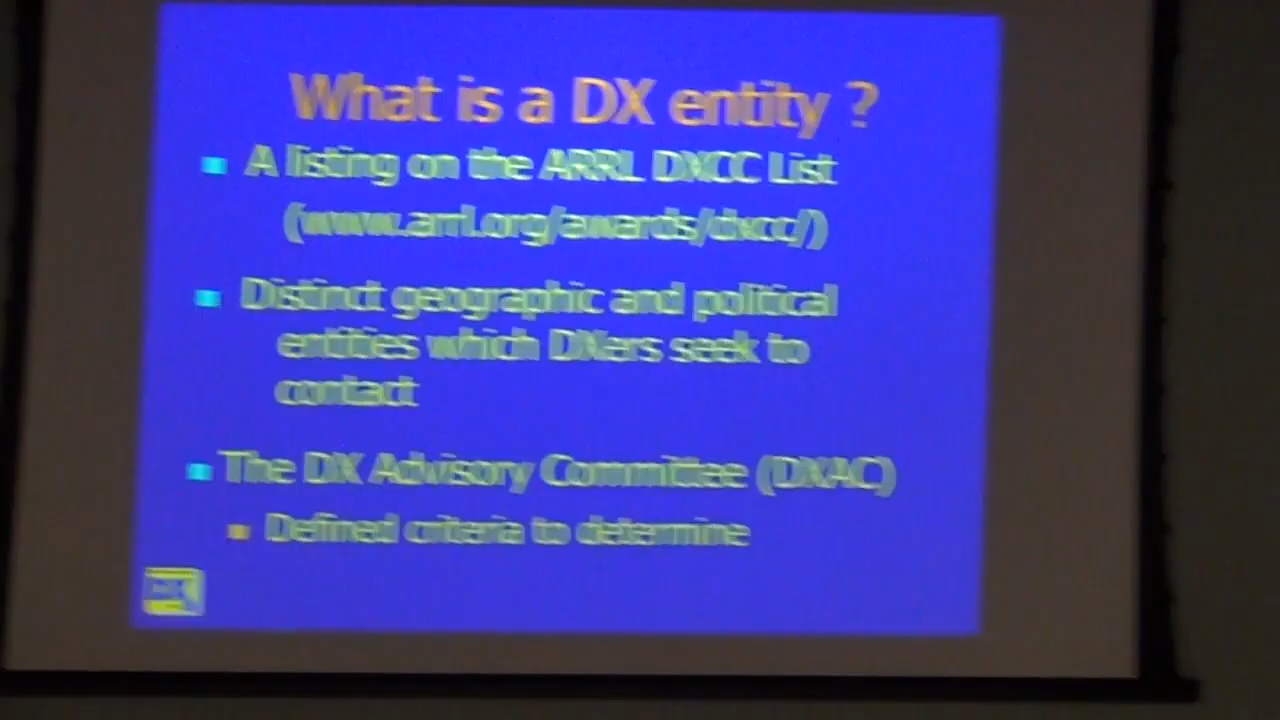 What is a DX entity ?
A listing on the ARRL DXCC List
(www.arrl.org/awards/dxcc/)
Distinct geographic and political
entities which DXers seek to
contact
The DX Advisory Committee (DXAC)
Defined criteria to determine